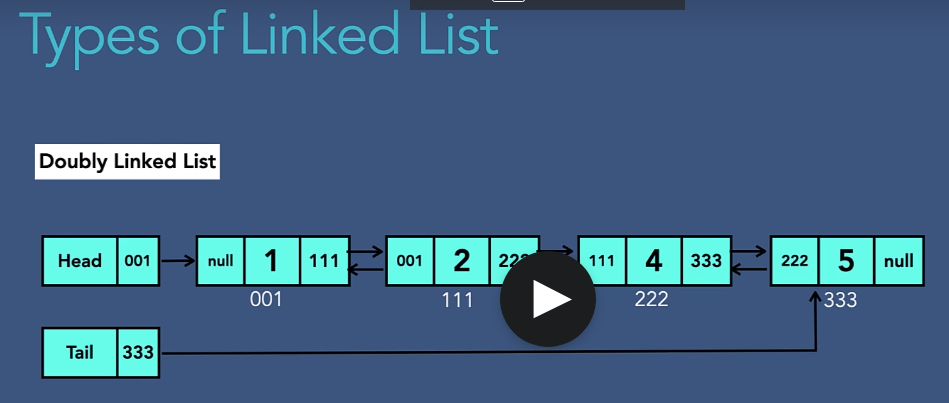 Types of Linked List
Doubly Linked List
Head 001 null 1 111 001 2 222 111 4 333 222 5 null
001 111 222 333
Tail 333